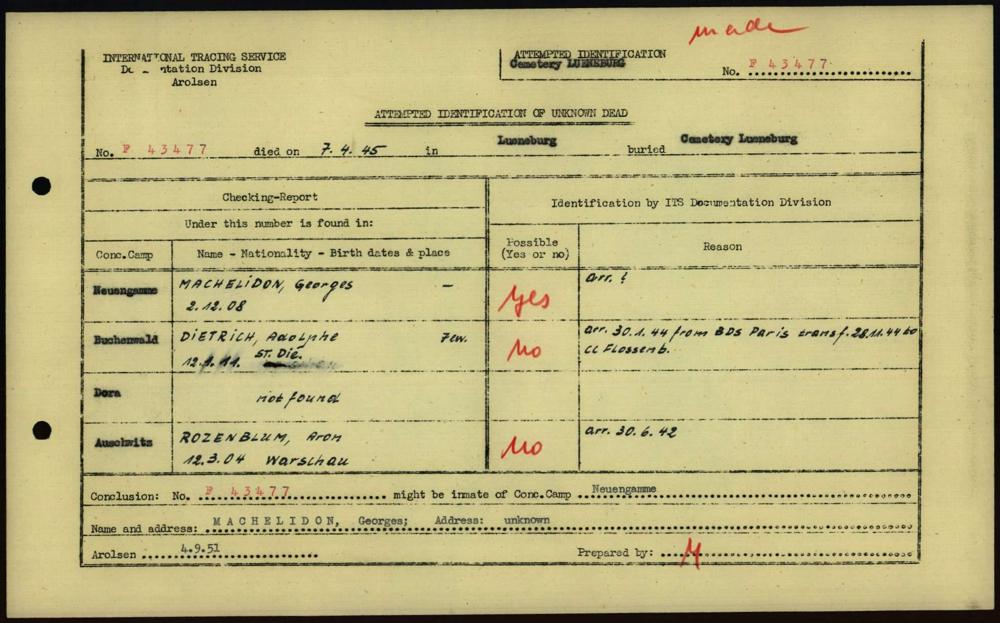 made
INTERNATIONAL TRACING SERVICE
Documentation Division
Arolsen
ATTEMPTED IDENTIFICATION
Cemetery LUENEBURG
No. F 43477
ATTEMPTED IDENTIFICATION OF UNKNOWN DEAD
No. F 43477 died on 7.4.45 in Lueneburg buried Cemetery Lueneburg
Checking-Report
Under this number is found in:
Identification by ITS Documentation Division
Conc.Camp Name - Nationality - Birth dates & place Possible (Yes or no) Reason
Neuengamme MACHELIDON, Georges - Yes arr. ?
2.12.08
Buchenwald DIETRICH, Adolphe Jew. No arr. 30.1.44 from BDS Paris transf. 28.11.44 to
12.1.11. ST. Die. CC Flossenb.
Dora not found
Auschwitz ROZENBLUM, Aron No arr. 30.6.42
12.3.04 Warschau
Conclusion: No. F 43477 might be inmate of Conc.Camp Neuengamme
Name and address: MACHELIDON, Georges; Address: unknown
Arolsen 4.9.51 Prepared by: M